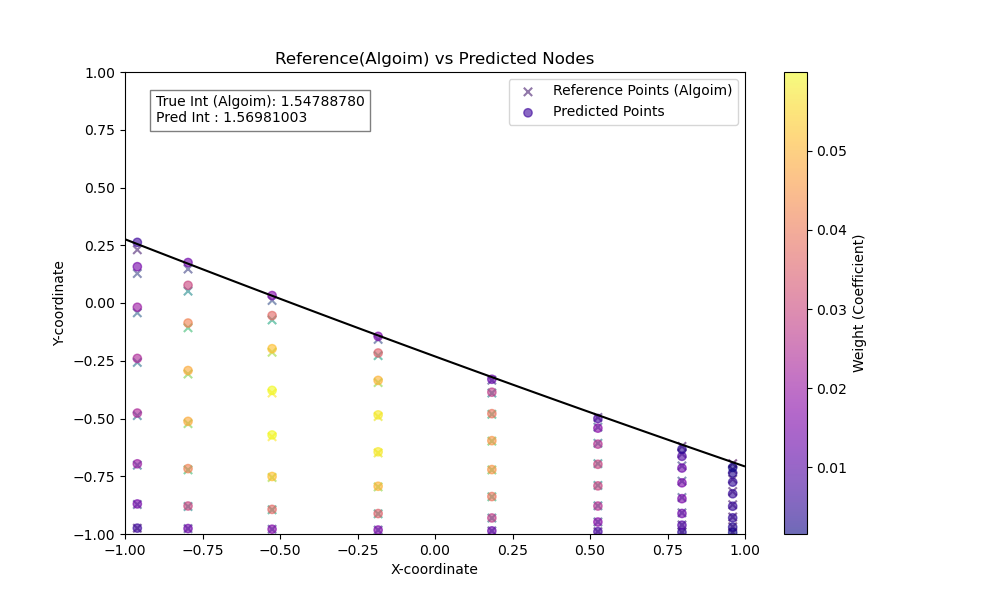 Reference(Algoim) vs Predicted Nodes
True Int (Algoim): 1.54788780
Pred Int : 1.56981003
Reference Points (Algoim)
Predicted Points
1.00
0.75
0.50
0.25
0.00
−0.25
−0.50
−0.75
−1.00
Y-coordinate
−1.00
−0.75
−0.50
−0.25
0.00
0.25
0.50
0.75
1.00
X-coordinate
0.05
0.04
0.03
0.02
0.01
Weight (Coefficient)